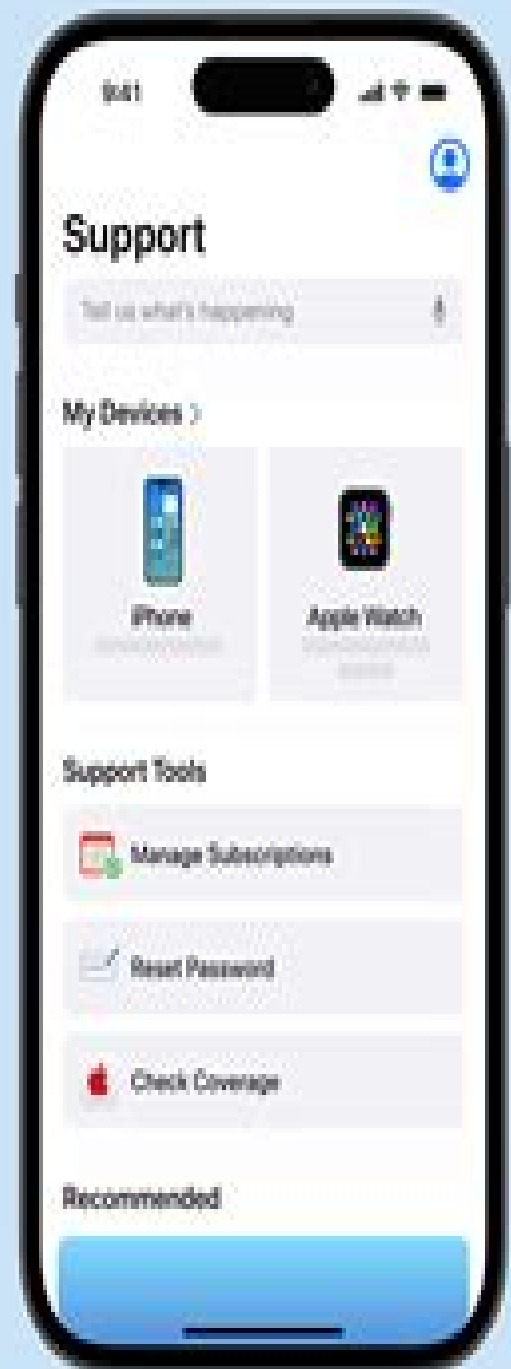 9:41
Support
Tell us what's happening
My Devices >
iPhone
Apple Watch
Support Tools
Manage Subscriptions
Reset Password
Check Coverage
Recommended